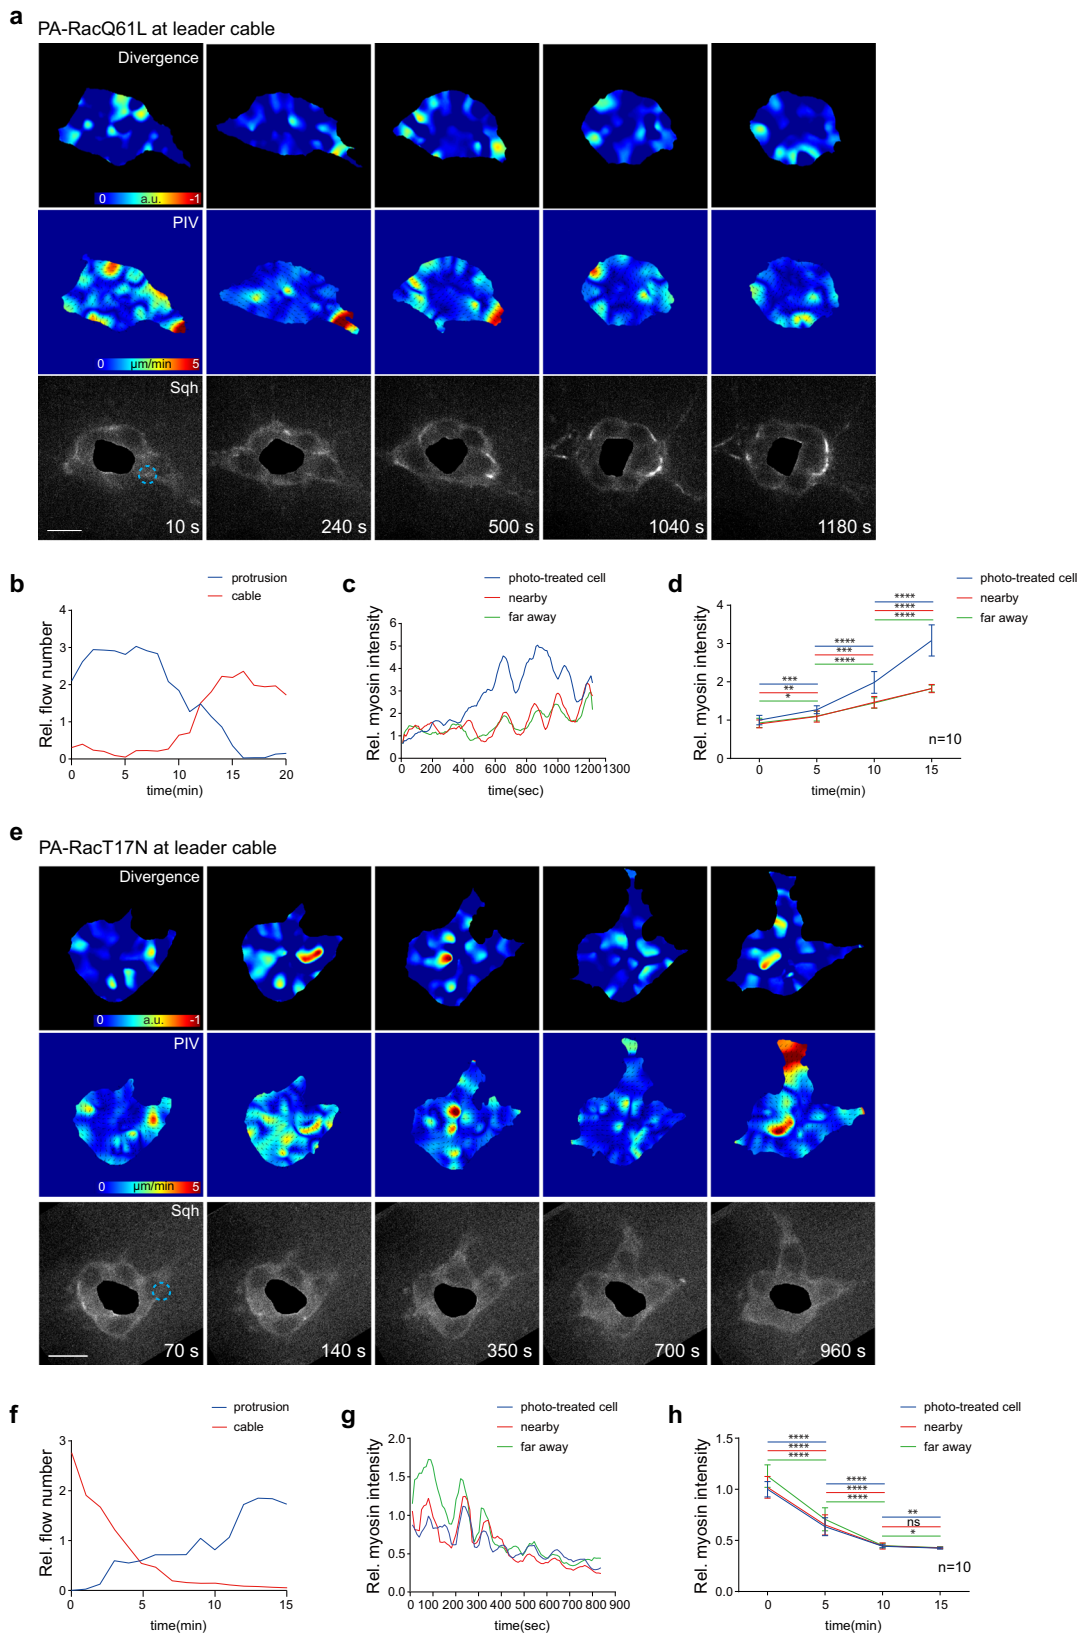 a
PA-RacQ61L at leader cable
Divergence
0 a.u. -1
PIV
0 μm/min 5
Sqh
10 s
240 s
500 s
1040 s
1180 s
b
protrusion
cable
Rel. flow number
4
3
2
1
0
0 5 10 15 20
time(min)
c
photo-treated cell
nearby
far away
Rel. myosin intensity
6
5
4
3
2
1
0
0 200 400 600 800 1000 1200 1300
time(sec)
d
photo-treated cell
nearby
far away
Rel. myosin intensity
4
3
2
1
0
***
**
*
****
***
****
****
****
****
n=10
0 5 10 15
time(min)
e
PA-RacT17N at leader cable
Divergence
0 a.u. -1
PIV
0 μm/min 5
Sqh
70 s
140 s
350 s
700 s
960 s
f
protrusion
cable
Rel. flow number
3
2
1
0
0 5 10 15
time(min)
g
photo-treated cell
nearby
far away
Rel. myosin intensity
2.0
1.5
1.0
0.5
0.0
0 100 200 300 400 500 600 700 800 900
time(sec)
h
photo-treated cell
nearby
far away
Rel. myosin intensity
1.5
1.0
0.5
0.0
****
****
****
****
****
****
**
ns
*
n=10
0 5 10 15
time(min)